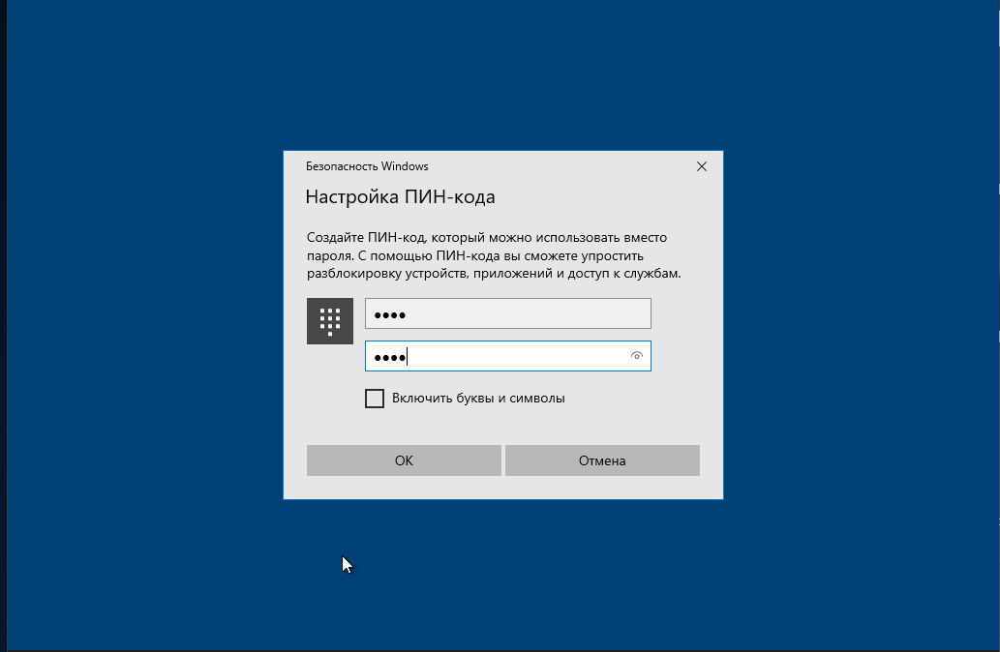 Безопасность Windows
Настройка ПИН-кода
Создайте ПИН-код, который можно использовать вместо
пароля. С помощью ПИН-кода вы сможете упростить
разблокировку устройств, приложений и доступ к службам.
••••
••••
Включить буквы и символы
ОК
Отмена